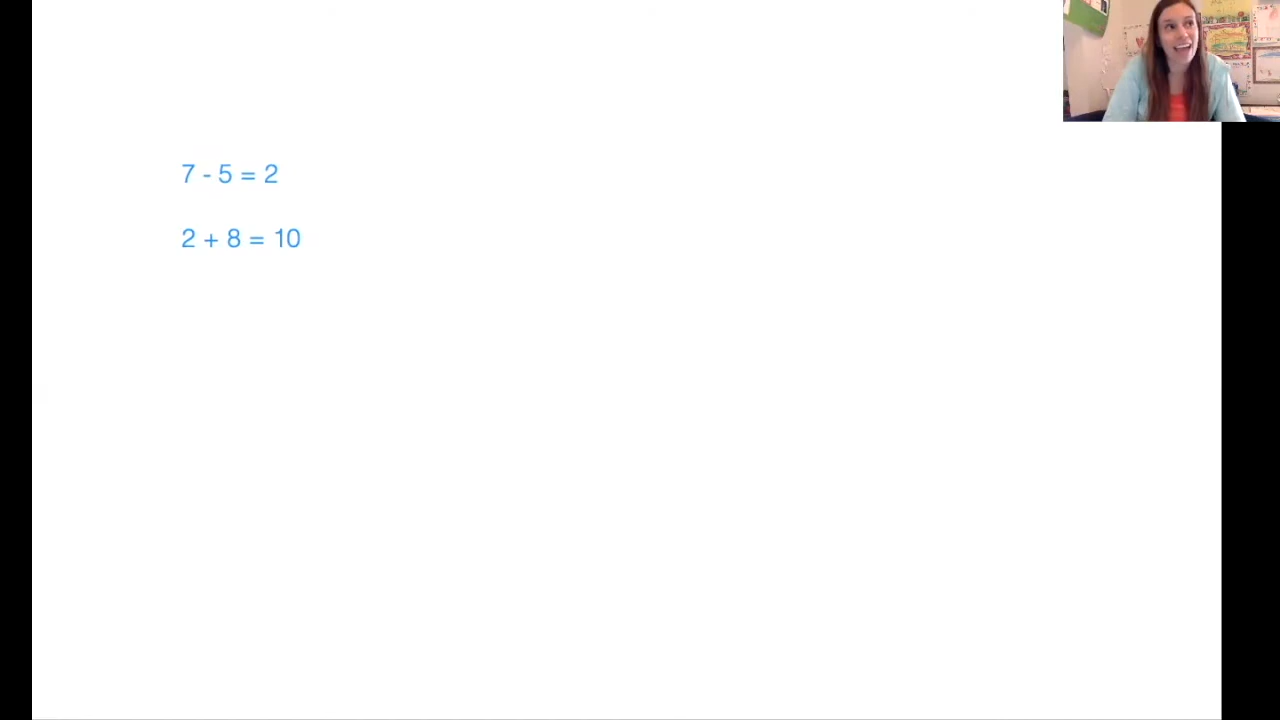 7 - 5 = 2
2 + 8 = 10